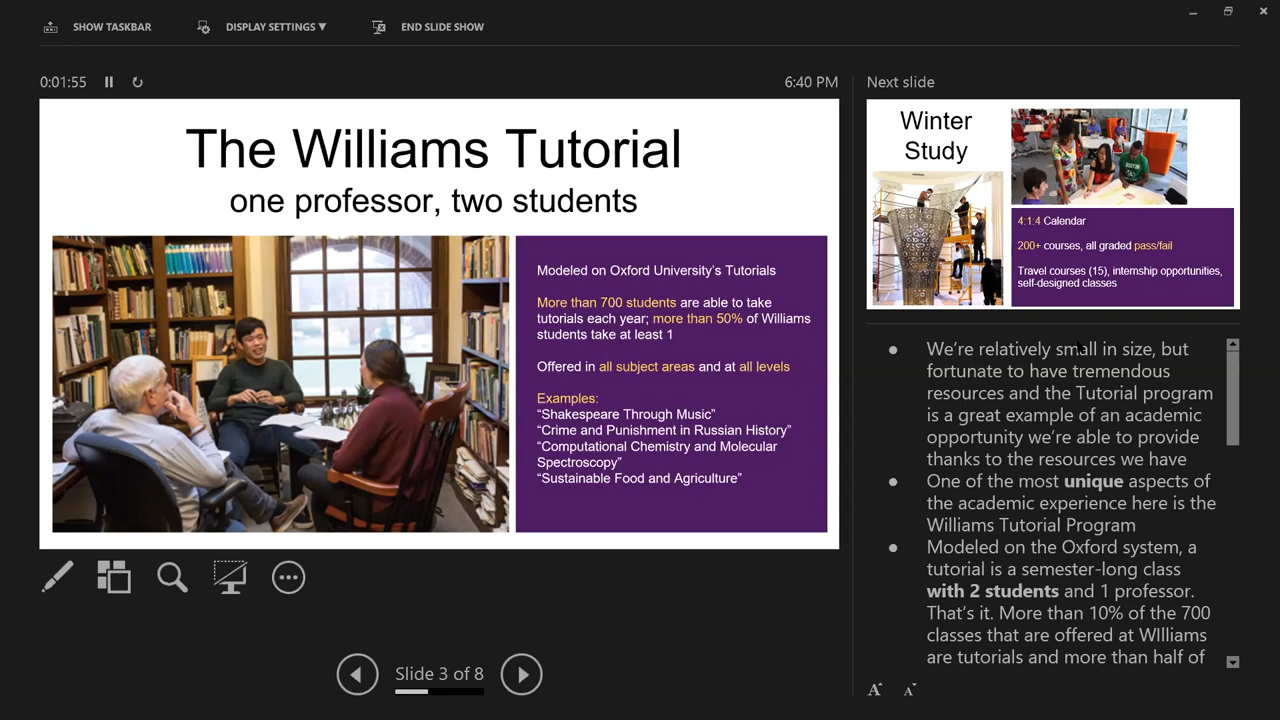 SHOW TASKBAR
DISPLAY SETTINGS ▼
END SLIDE SHOW
0:01:55
6:40 PM
The Williams Tutorial
one professor, two students
Modeled on Oxford University's Tutorials
More than 700 students are able to take
tutorials each year; more than 50% of Williams
students take at least 1
Offered in all subject areas and at all levels
Examples:
“Shakespeare Through Music”
“Crime and Punishment in Russian History”
“Computational Chemistry and Molecular
Spectroscopy”
“Sustainable Food and Agriculture”
Slide 3 of 8
Next slide
Winter
Study
4:1:4 Calendar
200+ courses, all graded pass/fail
Travel courses (15), internship opportunities,
self-designed classes
● We're relatively small in size, but
fortunate to have tremendous
resources and the Tutorial program
is a great example of an academic
opportunity we're able to provide
thanks to the resources we have
● One of the most unique aspects of
the academic experience here is the
Williams Tutorial Program
● Modeled on the Oxford system, a
tutorial is a semester-long class
with 2 students and 1 professor.
That's it. More than 10% of the 700
classes that are offered at WIlliams
are tutorials and more than half of
A A